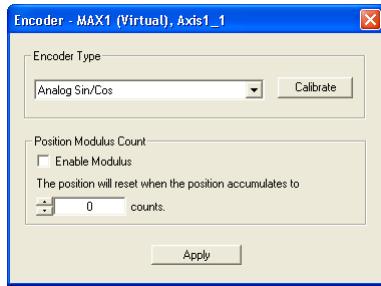 Encoder - MAX1 (Virtual), Axis1_1
Encoder Type
Analog Sin/Cos
Calibrate
Position Modulus Count
Enable Modulus
The position will reset when the position accumulates to
0 counts.
Apply